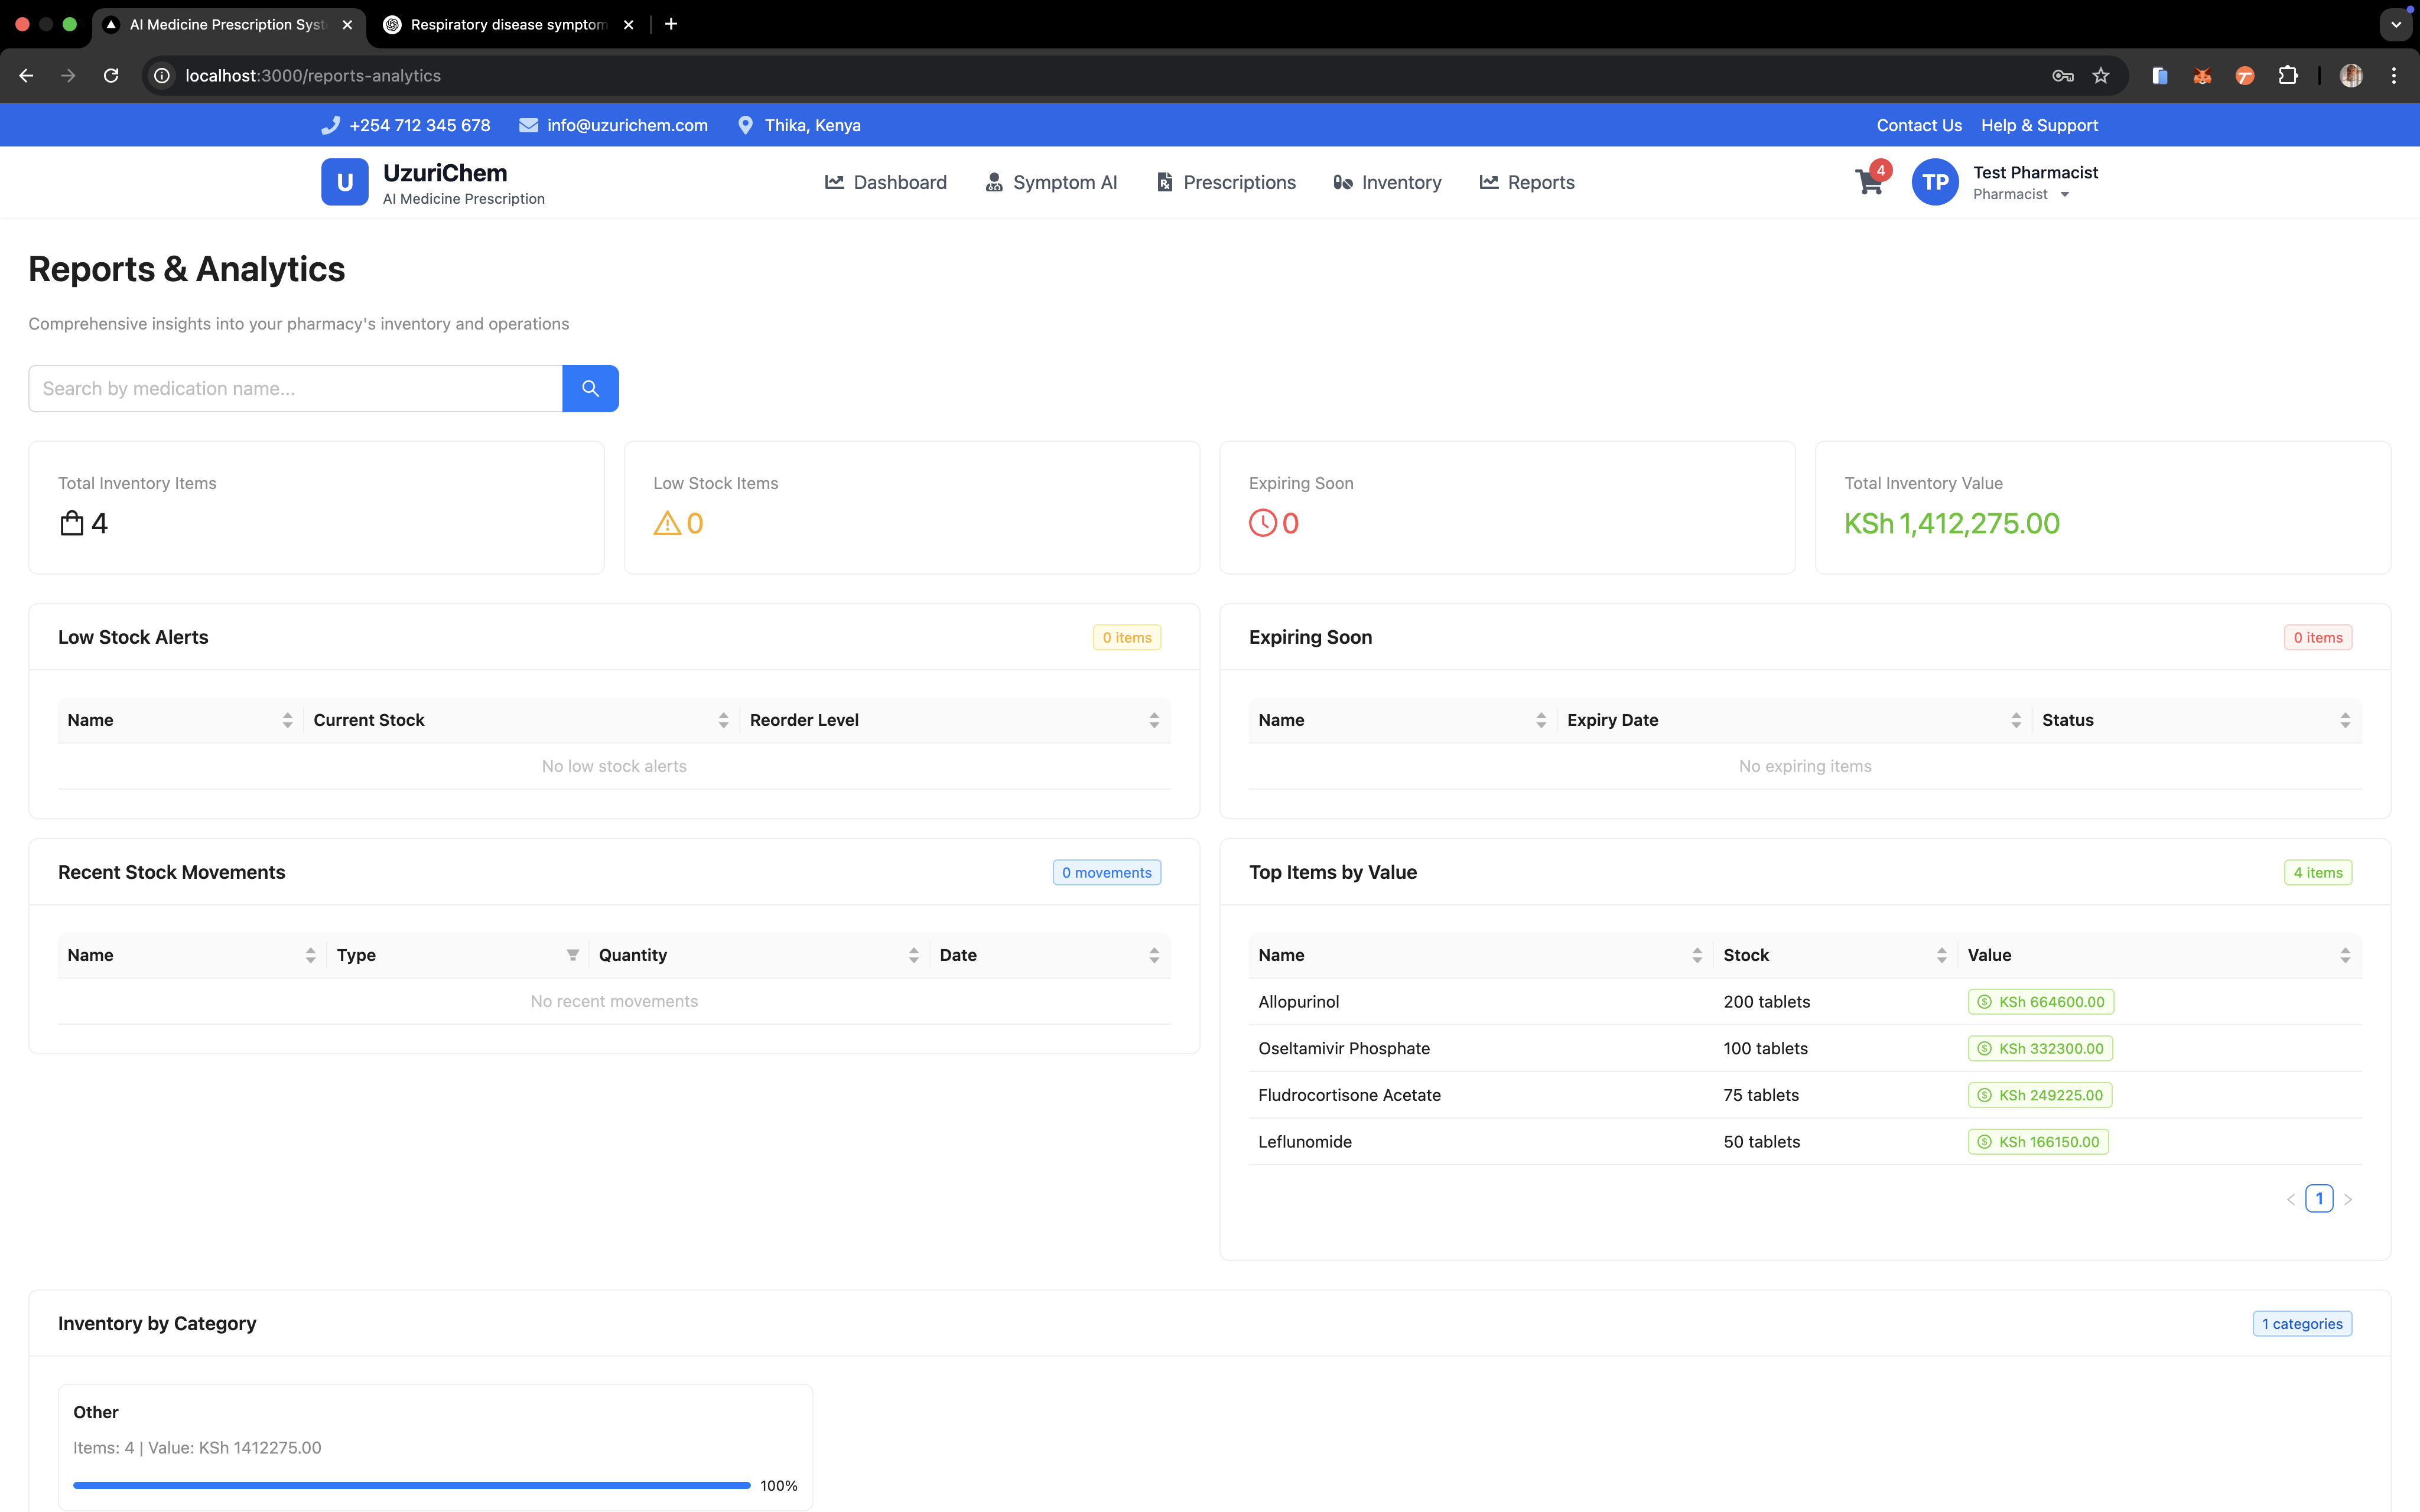 AI Medicine Prescription Syst
Respiratory disease symptom
localhost:3000/reports-analytics
+254 712 345 678 info@uzurichem.com Thika, Kenya Contact Us Help & Support
U UzuriChem
AI Medicine Prescription
Dashboard Symptom AI Prescriptions Inventory Reports
4
TP Test Pharmacist
Pharmacist
Reports & Analytics
Comprehensive insights into your pharmacy's inventory and operations
Search by medication name...
Total Inventory Items
4
Low Stock Items
0
Expiring Soon
0
Total Inventory Value
KSh 1,412,275.00
Low Stock Alerts 0 items
Name Current Stock Reorder Level
No low stock alerts
Expiring Soon 0 items
Name Expiry Date Status
No expiring items
Recent Stock Movements 0 movements
Name Type Quantity Date
No recent movements
Top Items by Value 4 items
Name Stock Value
Allopurinol 200 tablets KSh 664600.00
Oseltamivir Phosphate 100 tablets KSh 332300.00
Fludrocortisone Acetate 75 tablets KSh 249225.00
Leflunomide 50 tablets KSh 166150.00
< 1 >
Inventory by Category 1 categories
Other
Items: 4 | Value: KSh 1412275.00
100%